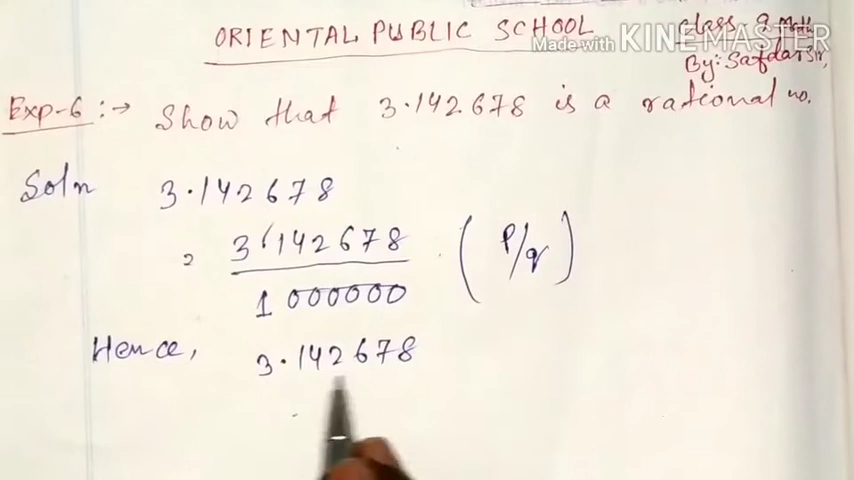 ORIENTAL PUBLIC SCHOOL
Class 9 Math
Made with KINEMASTER
By: Safdar Sir,
Exp-6 :→ Show that 3.142678 is a rational no.
Soln 3.142678
= 3142678
1000000
(P/q)
Hence, 3.142678